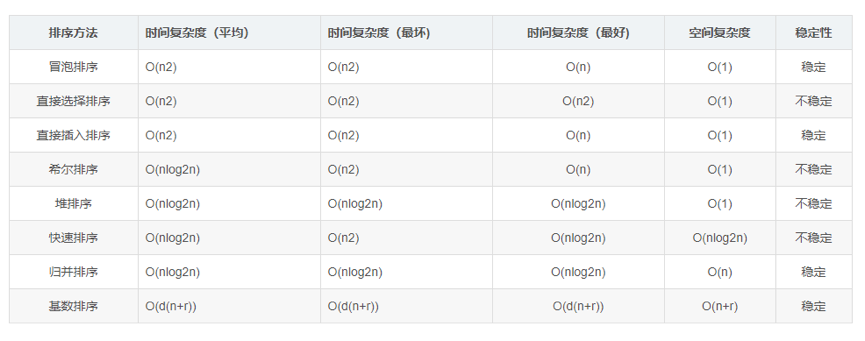 排序方法 时间复杂度（平均） 时间复杂度（最坏) 时间复杂度（最好) 空间复杂度 稳定性
冒泡排序 O(n2) O(n2) O(n) O(1) 稳定
直接选择排序 O(n2) O(n2) O(n2) O(1) 不稳定
直接插入排序 O(n2) O(n2) O(n) O(1) 稳定
希尔排序 O(nlog2n) O(n2) O(n) O(1) 不稳定
堆排序 O(nlog2n) O(nlog2n) O(nlog2n) O(1) 不稳定
快速排序 O(nlog2n) O(n2) O(nlog2n) O(nlog2n) 不稳定
归并排序 O(nlog2n) O(nlog2n) O(nlog2n) O(n) 稳定
基数排序 O(d(n+r)) O(d(n+r)) O(d(n+r)) O(n+r) 稳定